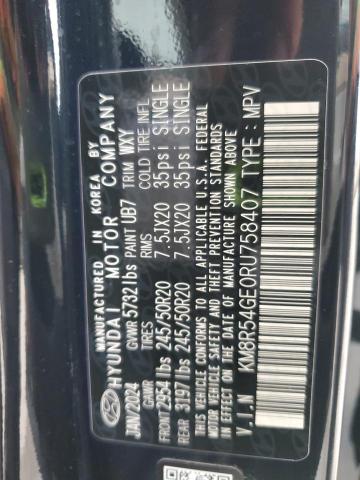 MANUFACTURED IN KOREA BY
HYUNDAI MOTOR COMPANY
JAN/2024 GVWR 5732 lbs PAINT UB7 TRIM WXY
GAWR TIRES RIMS COLD TIRE INFL
FRONT 2954 lbs 245/50R20 7.5JX20 35psi SINGLE
REAR 3197 lbs 245/50R20 7.5JX20 35psi SINGLE
THIS VEHICLE CONFORMS TO ALL APPLICABLE U.S.A. FEDERAL
MOTOR VEHICLE SAFETY AND THEFT PREVENTION STANDARDS
IN EFFECT ON THE DATE OF MANUFACTURE SHOWN ABOVE.
V.I.N KM8R54GE0RU758407 TYPE : MPV